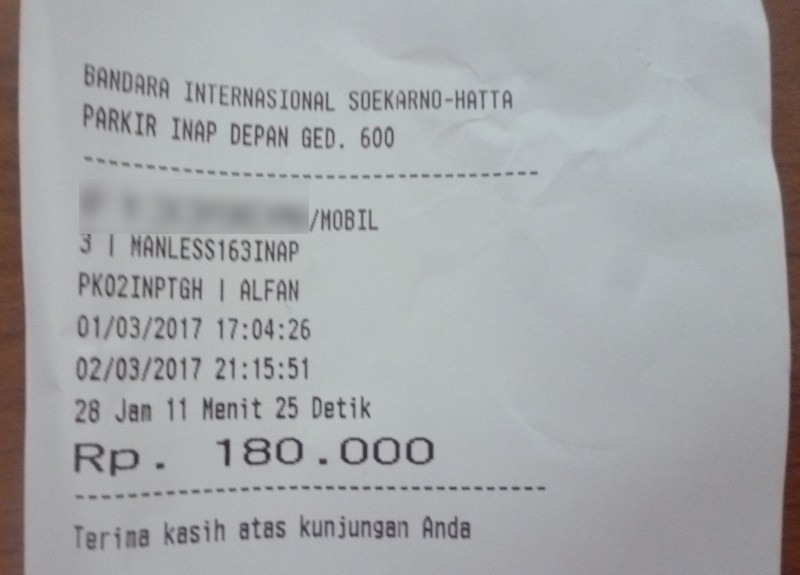 BANDARA INTERNASIONAL SOEKARNO-HATTA
PARKIR INAP DEPAN GED. 600
/MOBIL
3 | MANLESS163INAP
PK02INPTGH | ALFAN
01/03/2017 17:04:26
02/03/2017 21:15:51
28 Jam 11 Menit 25 Detik
Rp. 180.000
Terima kasih atas kunjungan Anda